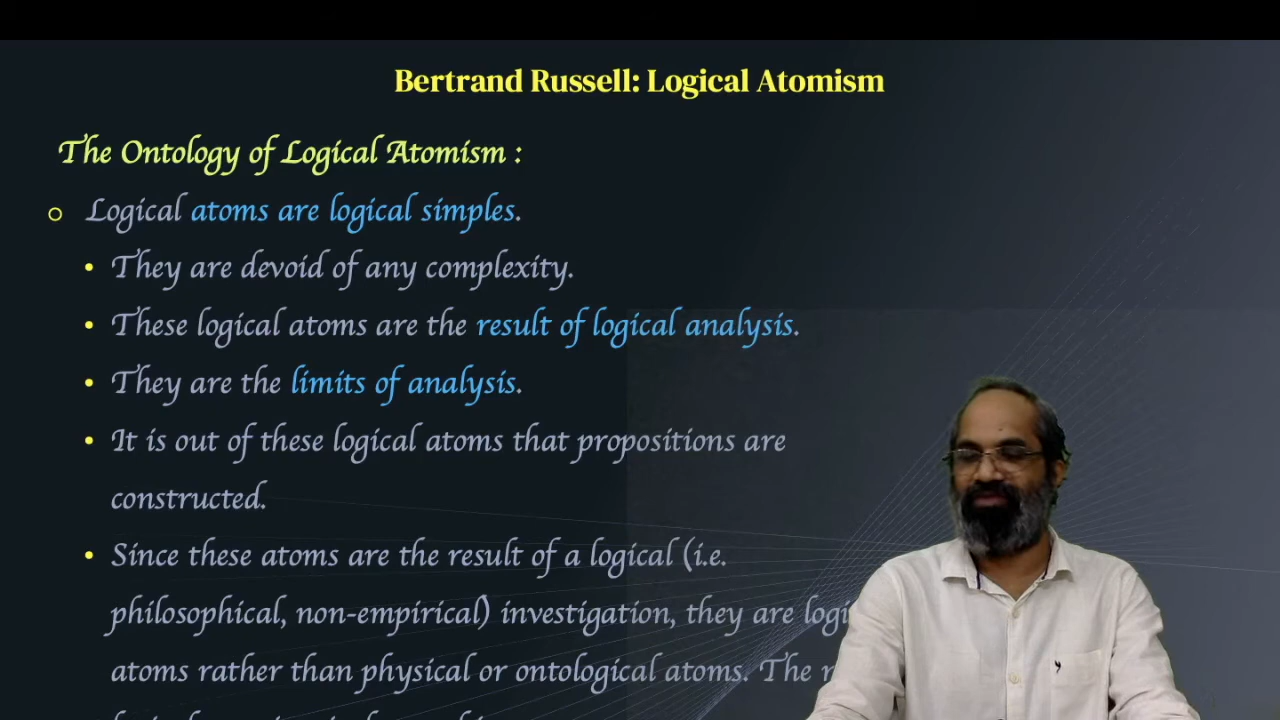 Bertrand Russell: Logical Atomism
The Ontology of Logical Atomism :
Logical atoms are logical simples.
They are devoid of any complexity.
These logical atoms are the result of logical analysis.
They are the limits of analysis.
It is out of these logical atoms that propositions are
constructed.
Since these atoms are the result of a logical (i.e.
philosophical, non-empirical) investigation, they are
atoms rather than physical or ontological atoms. The